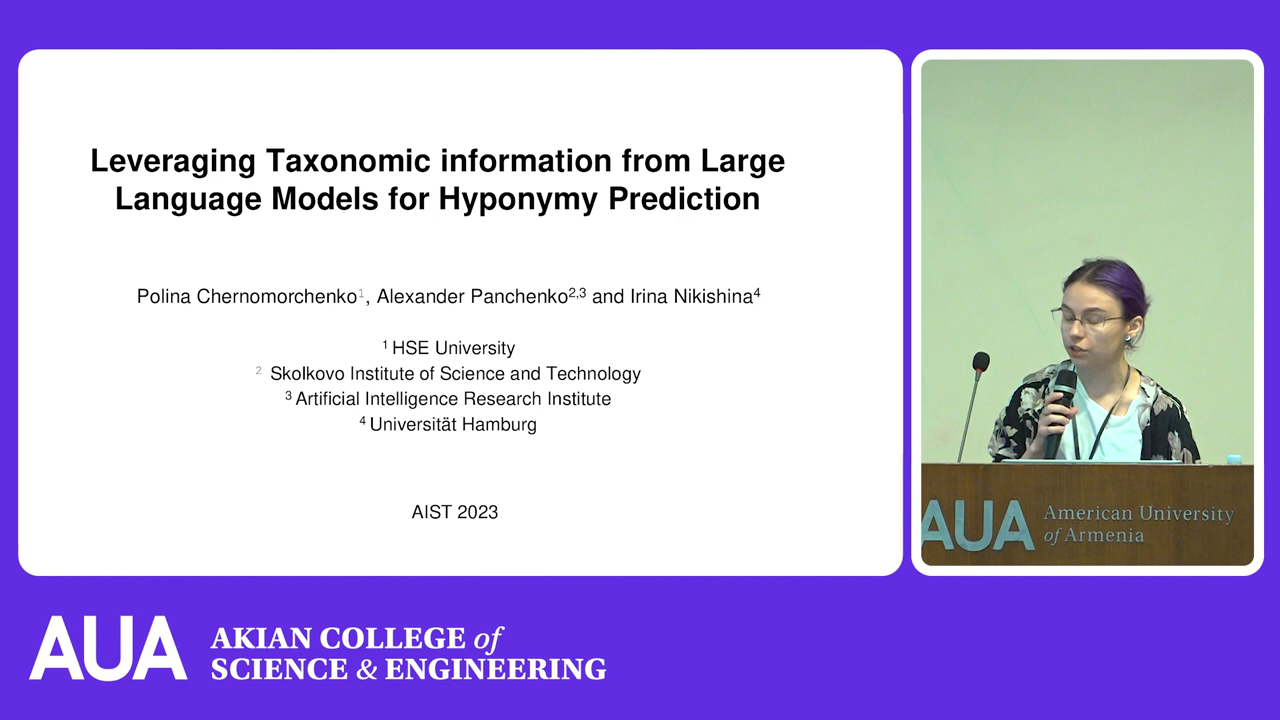 Leveraging Taxonomic information from Large
Language Models for Hyponymy Prediction
Polina Chernomorchenko¹, Alexander Panchenko²,³ and Irina Nikishina⁴
¹ HSE University
² Skolkovo Institute of Science and Technology
³ Artificial Intelligence Research Institute
⁴ Universität Hamburg
AIST 2023
AUA American University
of Armenia
AUA AKIAN COLLEGE of
SCIENCE & ENGINEERING